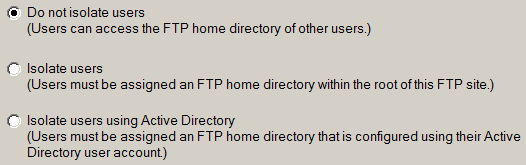 Do not isolate users
(Users can access the FTP home directory of other users.)
Isolate users
(Users must be assigned an FTP home directory within the root of this FTP site.)
Isolate users using Active Directory
(Users must be assigned an FTP home directory that is configured using their Active
Directory user account.)